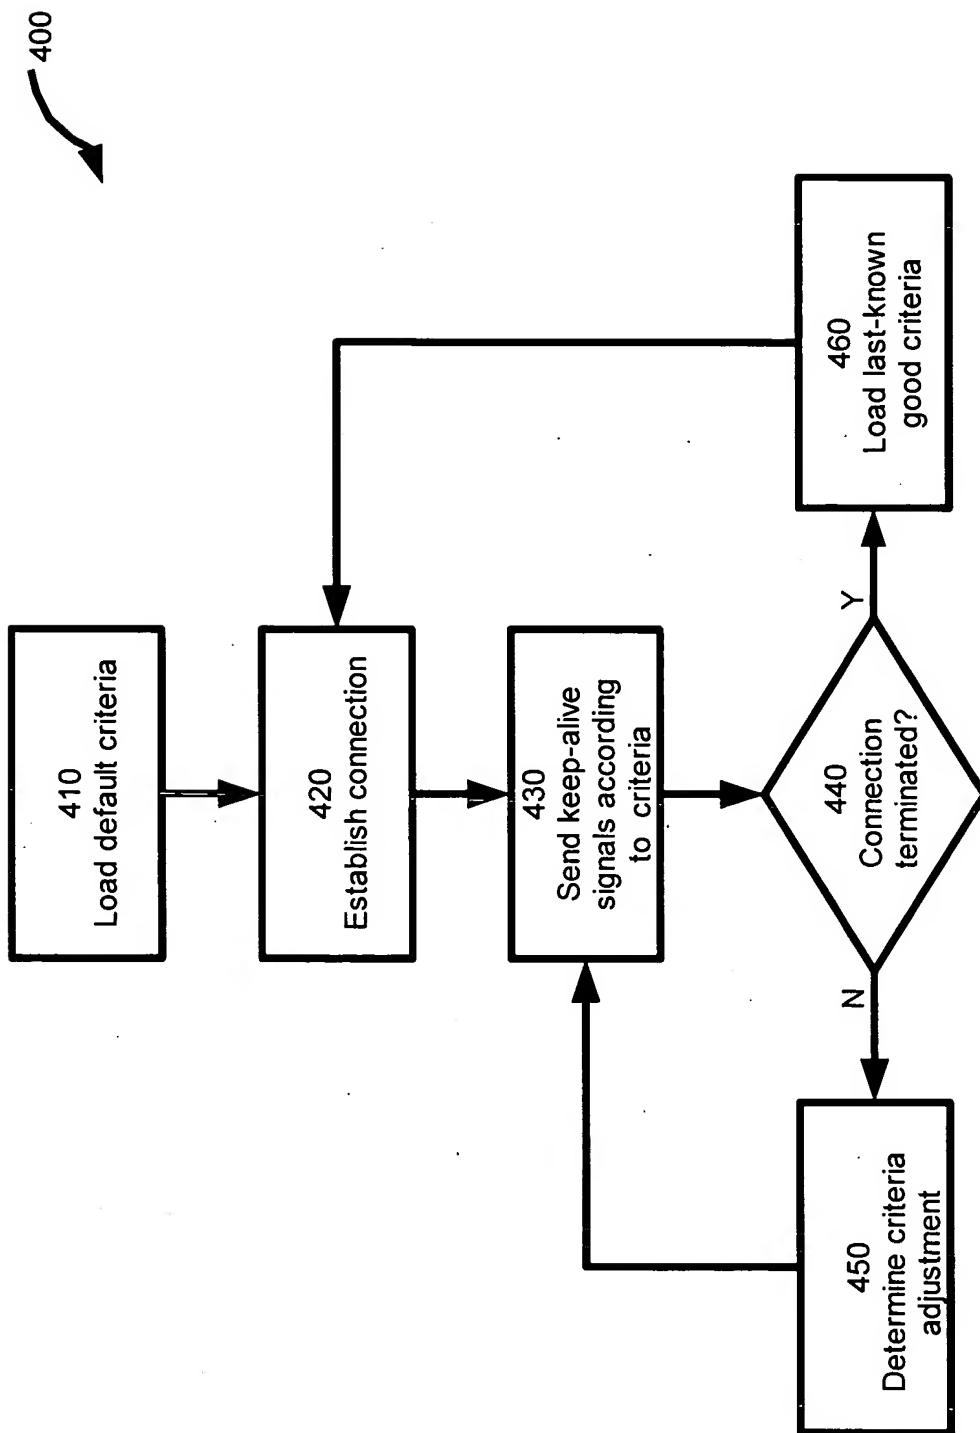 400
410
Load default criteria
420
Establish connection
430
Send keep-alive
signals according
to criteria
440
Connection
terminated?
N
Y
450
Determine criteria
adjustment
460
Load last-known
good criteria